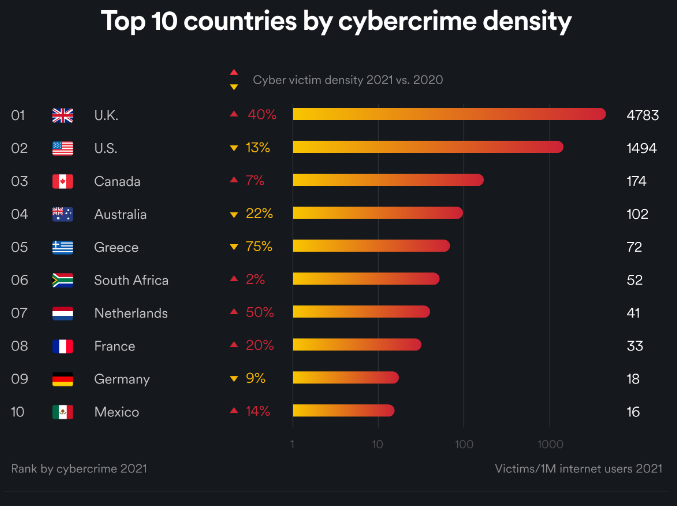 Top 10 countries by cybercrime density
Cyber victim density 2021 vs. 2020
01 U.K. 40% 4783
02 U.S. 13% 1494
03 Canada 7% 174
04 Australia 22% 102
05 Greece 75% 72
06 South Africa 2% 52
07 Netherlands 50% 41
08 France 20% 33
09 Germany 9% 18
10 Mexico 14% 16
1 10 100 1000
Rank by cybercrime 2021 Victims/1M internet users 2021